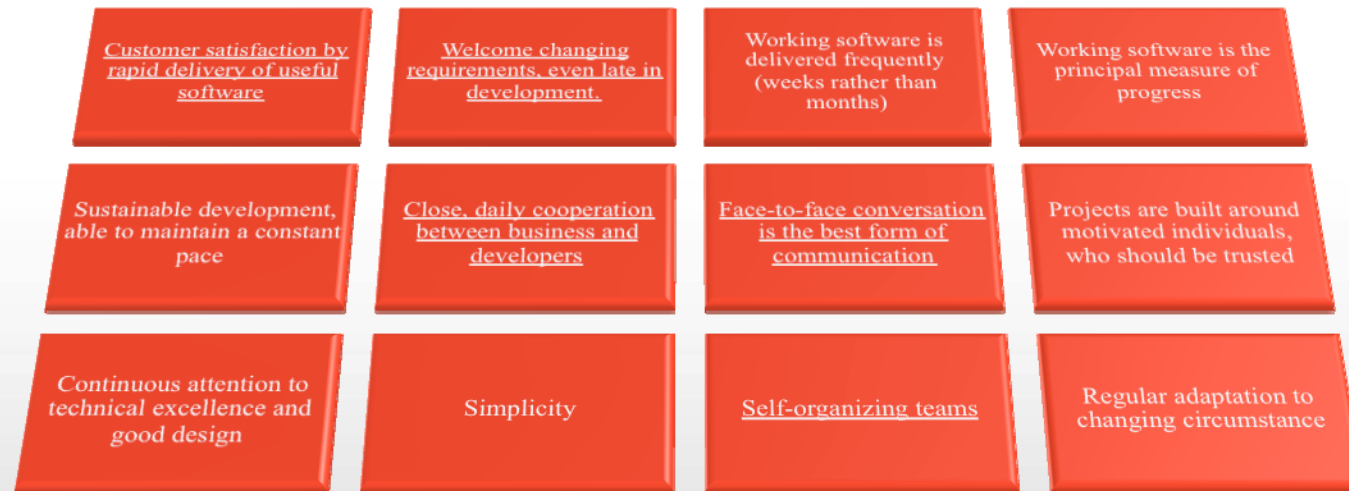 Customer satisfaction by
rapid delivery of useful
software
Welcome changing
requirements, even late in
development.
Working software is
delivered frequently
(weeks rather than
months)
Working software is the
principal measure of
progress
Sustainable development,
able to maintain a constant
pace
Close, daily cooperation
between business and
developers
Face-to-face conversation
is the best form of
communication
Projects are built around
motivated individuals,
who should be trusted
Continuous attention to
technical excellence and
good design
Simplicity
Self-organizing teams
Regular adaptation to
changing circumstance